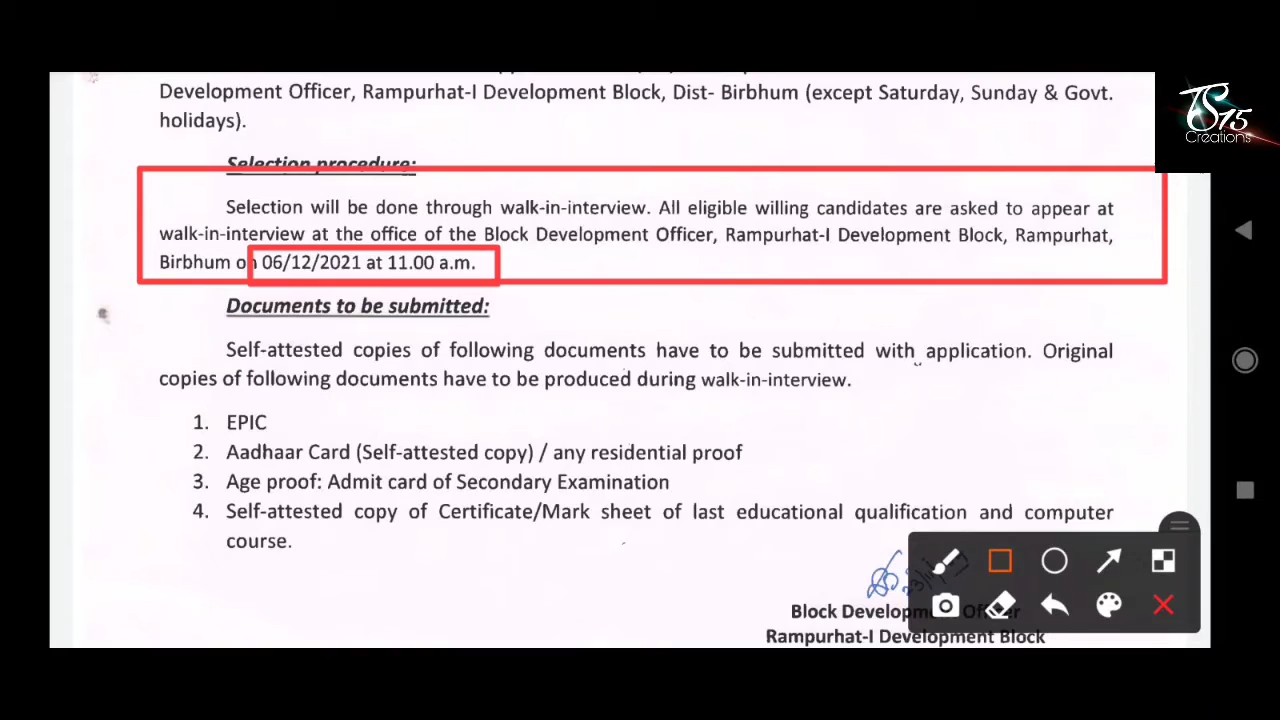 Development Officer, Rampurhat-I Development Block, Dist- Birbhum (except Saturday, Sunday & Govt.
holidays).
TS15
Creations
Selection procedure:
Selection will be done through walk-in-interview. All eligible willing candidates are asked to appear at
walk-in-interview at the office of the Block Development Officer, Rampurhat-I Development Block, Rampurhat,
Birbhum on 06/12/2021 at 11.00 a.m.
Documents to be submitted:
Self-attested copies of following documents have to be submitted with application. Original
copies of following documents have to be produced during walk-in-interview.
1. EPIC
2. Aadhaar Card (Self-attested copy) / any residential proof
3. Age proof: Admit card of Secondary Examination
4. Self-attested copy of Certificate/Mark sheet of last educational qualification and computer
course.
Block Development Officer
Rampurhat-I Development Block